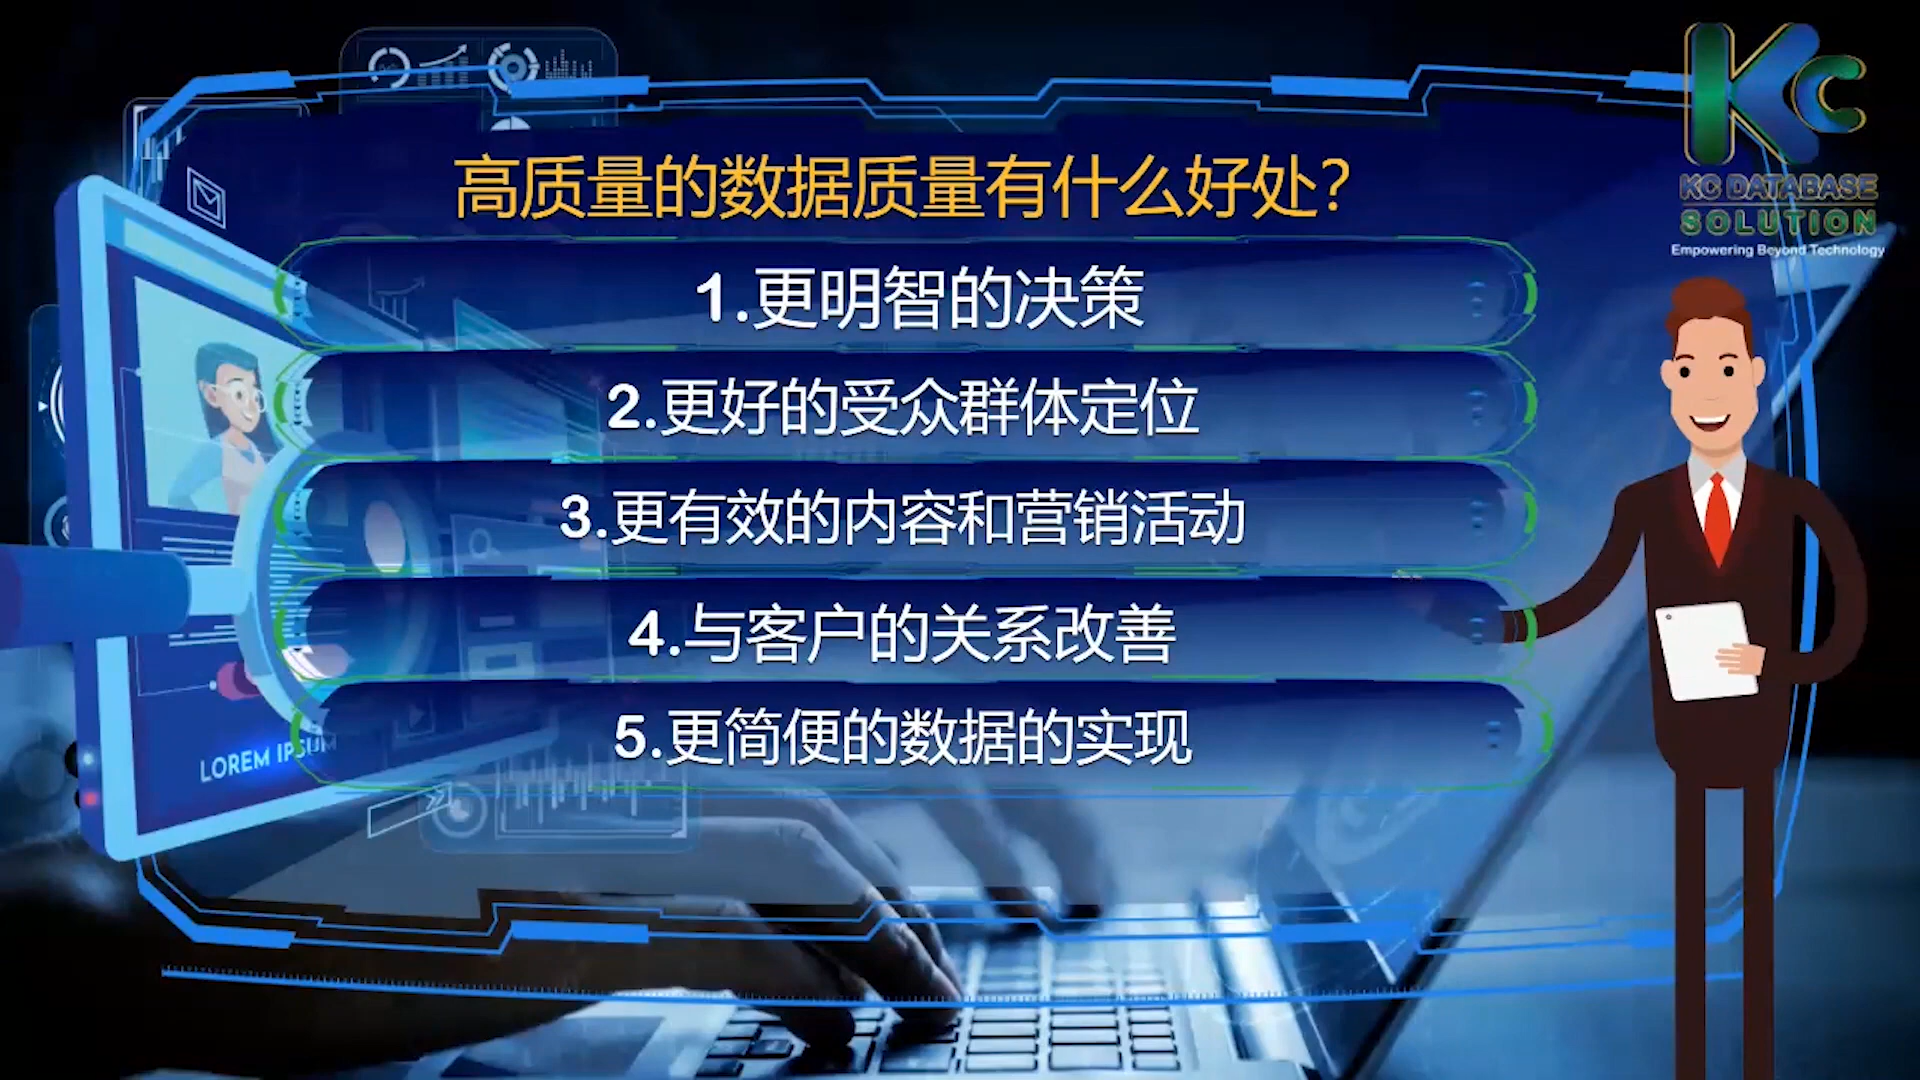 KC
KC DATABASE
SOLUTION
Empowering Beyond Technology
高质量的数据质量有什么好处?
1.更明智的决策
2.更好的受众群体定位
3.更有效的内容和营销活动
4.与客户的关系改善
5.更简便的数据的实现
LOREM IPSUM